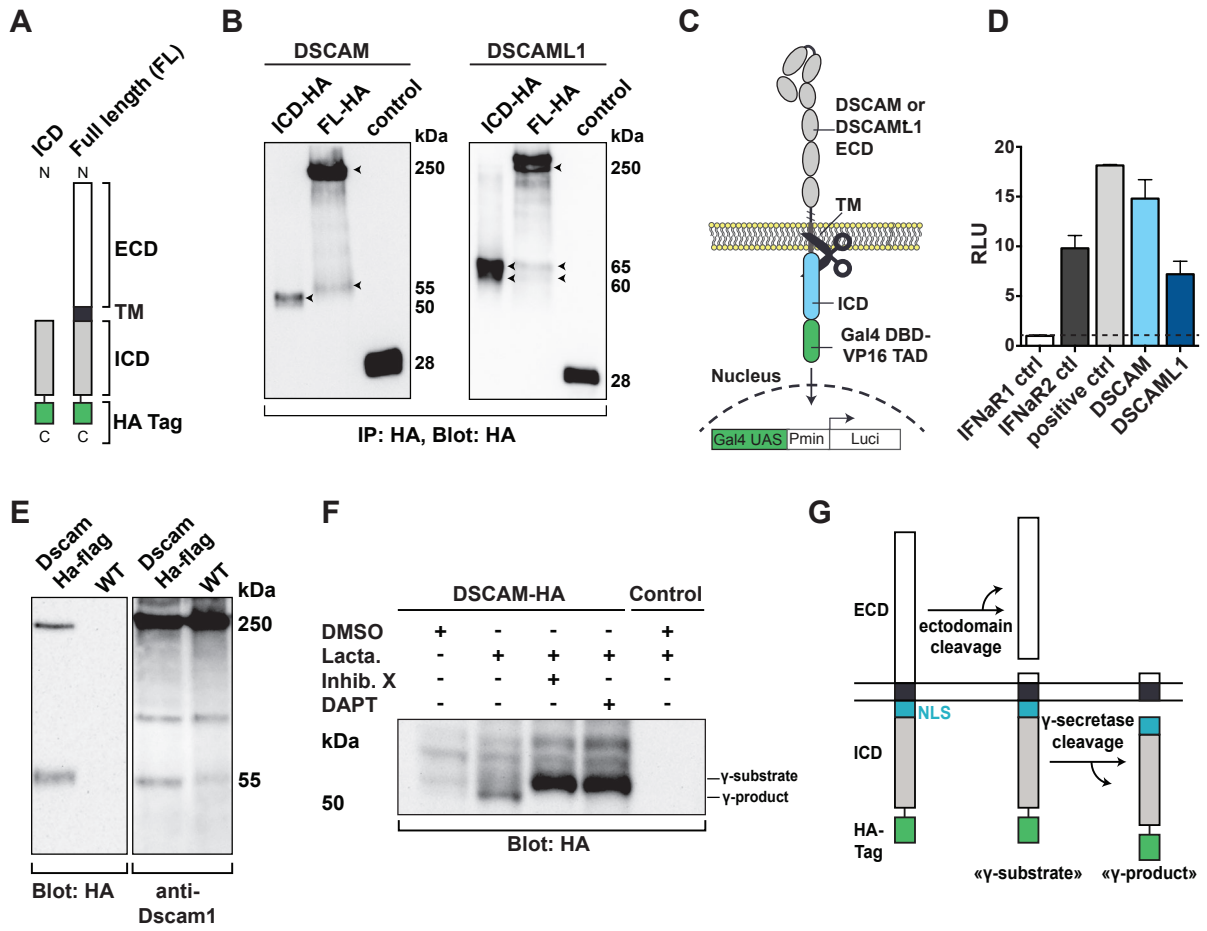 A
ICD
Full length (FL)
N
N
ECD
TM
ICD
HA Tag
C
C
B
DSCAM
DSCAML1
ICD-HA
FL-HA
control
ICD-HA
FL-HA
control
kDa
250
55
50
28
kDa
250
65
60
28
IP: HA, Blot: HA
C
DSCAM or
DSCAML1
ECD
TM
ICD
Gal4 DBD-
VP16 TAD
Nucleus
Gal4 UAS
Pmin
Luci
D
RLU
20
15
10
5
0
IFNaR1 ctrl
IFNaR2 ctl
positive ctrl
DSCAM
DSCAML1
E
Dscam
Ha-flag
WT
Dscam
Ha-flag
WT
kDa
250
55
Blot: HA
anti-
Dscam1
F
DSCAM-HA
Control
DMSO + - - - +
Lacta. - + + + +
Inhib. X - - + - -
DAPT - - - + -
kDa
50
γ-substrate
γ-product
Blot: HA
G
ECD
ectodomain
cleavage
NLS
γ-secretase
cleavage
ICD
HA-
Tag
«γ-substrate»
«γ-product»